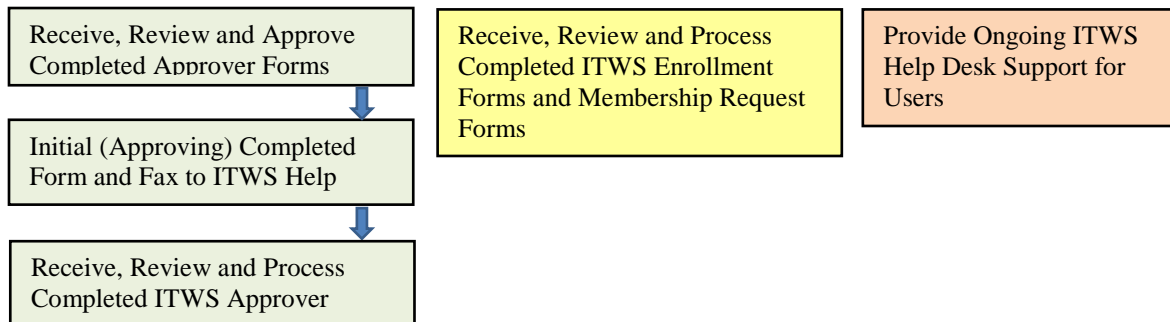 Receive, Review and Approve
Completed Approver Forms
Initial (Approving) Completed
Form and Fax to ITWS Help
Receive, Review and Process
Completed ITWS Approver
Receive, Review and Process
Completed ITWS Enrollment
Forms and Membership Request
Forms
Provide Ongoing ITWS
Help Desk Support for
Users